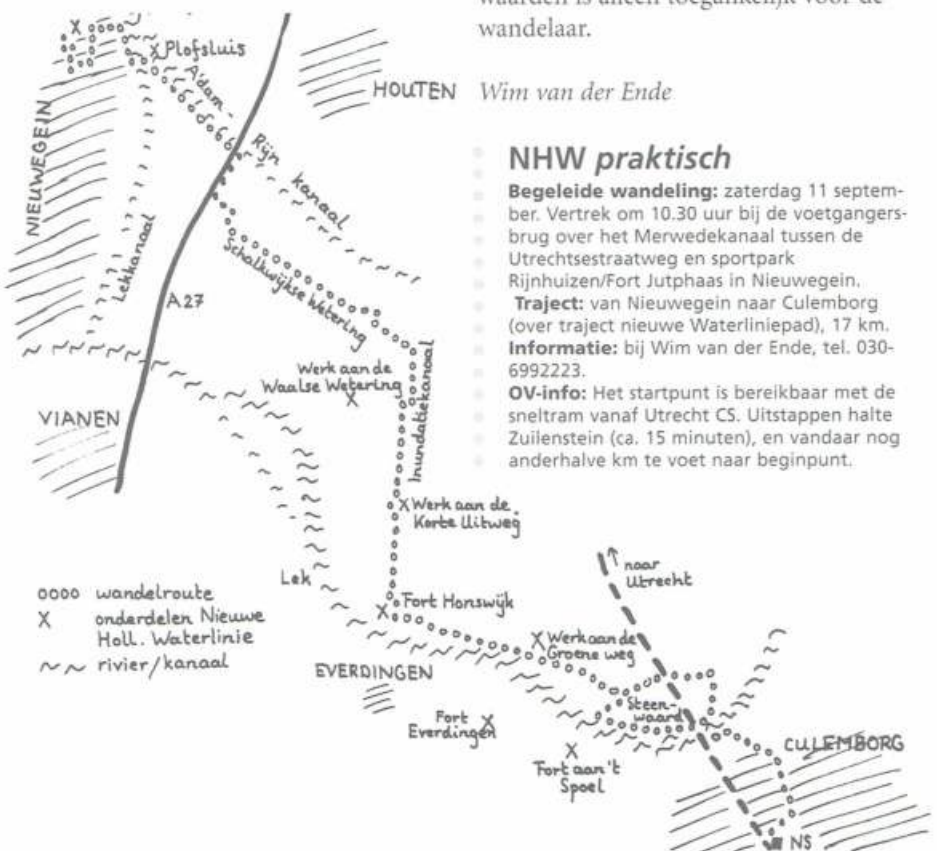 waarden is alleen toegankelijk voor de
wandelaar.
Wim van der Ende
NHW praktisch
Begeleide wandeling: zaterdag 11 septem-
ber. Vertrek om 10.30 uur bij de voetgangers-
brug over het Merwedekanaal tussen de
Utrechtsestraatweg en sportpark
Rijnhuizen/Fort Jutphaas in Nieuwegein.
Traject: van Nieuwegein naar Culemborg
(over traject nieuwe Waterliniepad), 17 km.
Informatie: bij Wim van der Ende, tel. 030-
6992223.
OV-info: Het startpunt is bereikbaar met de
sneltram vanaf Utrecht CS. Uitstappen halte
Zuilenstein (ca. 15 minuten), en vandaar nog
anderhalve km te voet naar beginpunt.
X Plofsluis
A'dam-
Rijn kanaal
HOUTEN
NIEUWEGEIN
Lekkanaal
A27
Schalkwijkse Wetering
Werk aan de
Waalse Wetering
X
Inundatiekanaal
VIANEN
X Werk aan de
Korte Uitweg
Lek
X Fort Honswijk
oooo wandelroute
X onderdelen Nieuwe
Holl. Waterlinie
~~ rivier/kanaal
naar
Utrecht
X Werk aan de
Groene weg
EVERDINGEN
Steen-
waard
Fort X
Everdingen
X
Fort aan't
Spoel
CULEMBORG
NS